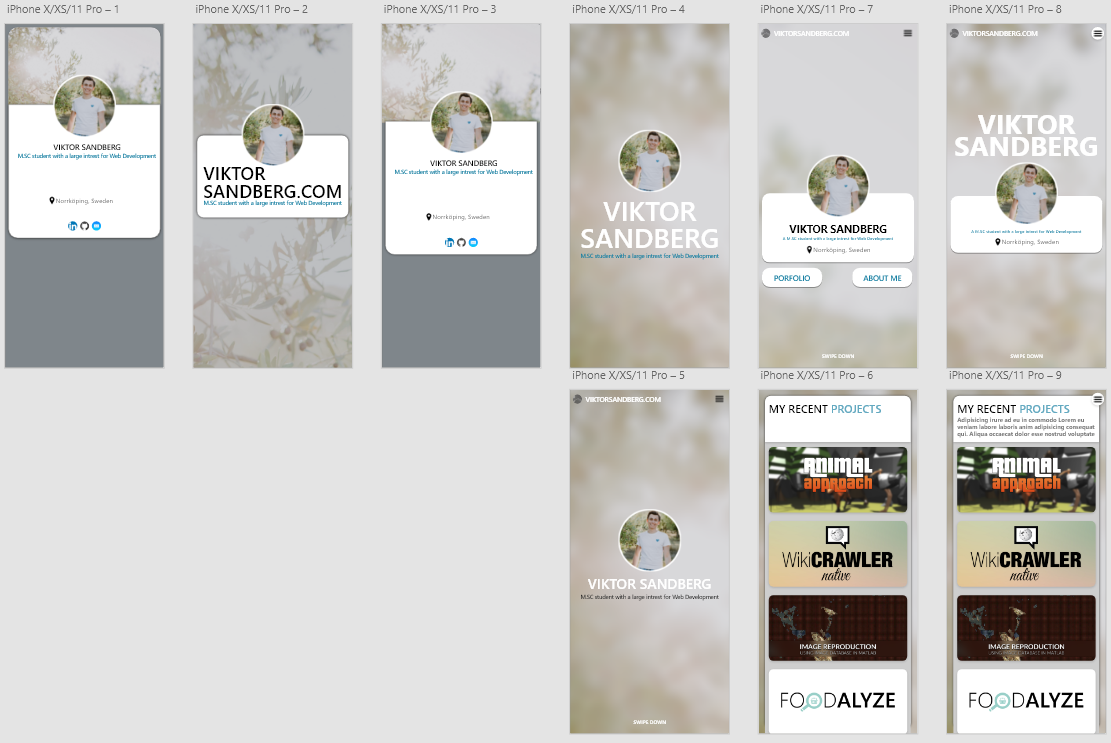 iPhone X/XS/11 Pro – 1
VIKTOR SANDBERG
M.SC student with a large intrest for Web Development
Norrköping, Sweden
in
iPhone X/XS/11 Pro – 2
VIKTOR
SANDBERG.COM
M.SC student with a large intrest for Web Development
iPhone X/XS/11 Pro – 3
VIKTOR SANDBERG
M.SC student with a large intrest for Web Development
Norrköping, Sweden
in
iPhone X/XS/11 Pro – 4
VIKTOR
SANDBERG
M.SC student with a large intrest for Web Development
iPhone X/XS/11 Pro – 7
VIKTORSANDBERG.COM
VIKTOR SANDBERG
A M.SC student with a large intrest for Web Development
Norrköping, Sweden
PORFOLIO
ABOUT ME
SWIPE DOWN
iPhone X/XS/11 Pro – 8
VIKTORSANDBERG.COM
VIKTOR
SANDBERG
A M.SC student with a large intrest for Web Development
Norrköping, Sweden
SWIPE DOWN
iPhone X/XS/11 Pro – 5
VIKTORSANDBERG.COM
VIKTOR SANDBERG
M.SC student with a large intrest for Web Development
SWIPE DOWN
iPhone X/XS/11 Pro – 6
MY RECENT PROJECTS
ANIMAL
approach
WikiCRAWLER
native
IMAGE REPRODUCTION
DATABASE IN MATLAB
FOODALYZE
iPhone X/XS/11 Pro – 9
MY RECENT PROJECTS
Adipisicing irure ad eu in commodo Lorem eu
veniam labore laboris anim adipisicing consequat
qui. Aliqua occaecat dolor esse nostrud voluptate
ANIMAL
approach
WikiCRAWLER
native
IMAGE REPRODUCTION
DATABASE IN MATLAB
FOODALYZE